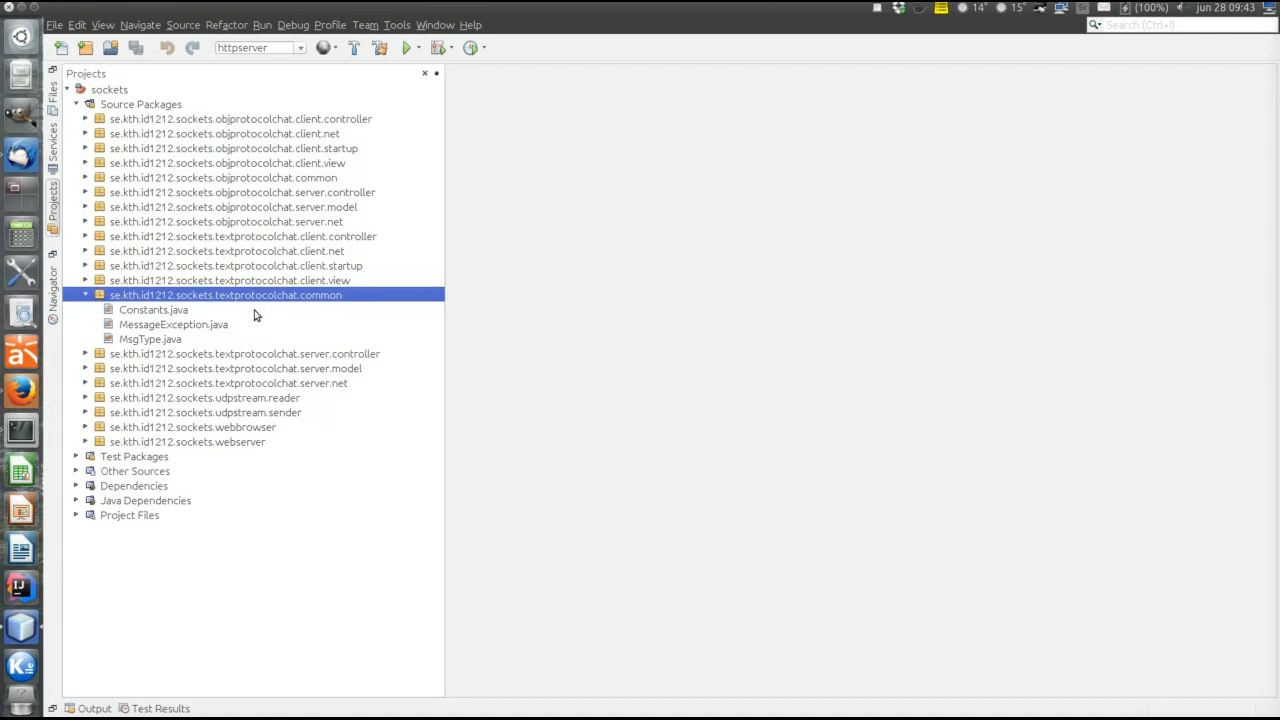 14° 15° (100%) jun 28 09:43
File Edit View Navigate Source Refactor Run Debug Profile Team Tools Window Help
Search (Ctrl+I)
httpserver
Projects
Files
Services
Projects
Navigator
sockets
Source Packages
se.kth.id1212.sockets.objprotocolchat.client.controller
se.kth.id1212.sockets.objprotocolchat.client.net
se.kth.id1212.sockets.objprotocolchat.client.startup
se.kth.id1212.sockets.objprotocolchat.client.view
se.kth.id1212.sockets.objprotocolchat.common
se.kth.id1212.sockets.objprotocolchat.server.controller
se.kth.id1212.sockets.objprotocolchat.server.model
se.kth.id1212.sockets.objprotocolchat.server.net
se.kth.id1212.sockets.textprotocolchat.client.controller
se.kth.id1212.sockets.textprotocolchat.client.net
se.kth.id1212.sockets.textprotocolchat.client.startup
se.kth.id1212.sockets.textprotocolchat.client.view
se.kth.id1212.sockets.textprotocolchat.common
Constants.java
MessageException.java
MsgType.java
se.kth.id1212.sockets.textprotocolchat.server.controller
se.kth.id1212.sockets.textprotocolchat.server.model
se.kth.id1212.sockets.textprotocolchat.server.net
se.kth.id1212.sockets.udpstream.reader
se.kth.id1212.sockets.udpstream.sender
se.kth.id1212.sockets.webbrowser
se.kth.id1212.sockets.webserver
Test Packages
Other Sources
Dependencies
Java Dependencies
Project Files
Output Test Results